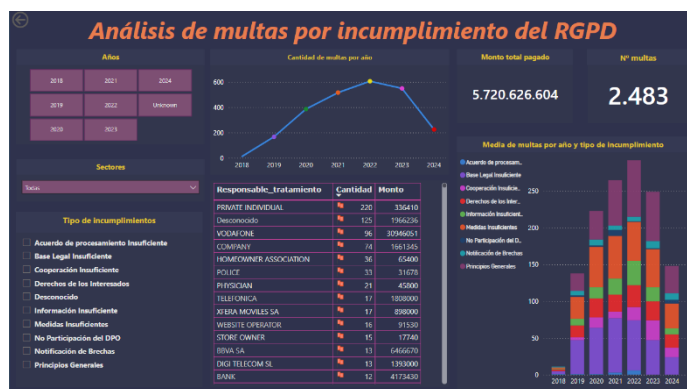 Análisis de multas por incumplimiento del RGPD
Años
2018 2021 2024
2019 2022 Unknown
2020 2023
Sectores
Todas
Tipo de incumplimientos
Acuerdo de procesamiento Insuficiente
Base Legal Insuficiente
Cooperación Insuficiente
Derechos de los Interesados
Desconocido
Información Insuficiente
Medidas Insuficientes
No Participación del DPO
Notificación de Brechas
Principios Generales
Cantidad de multas por año
600
400
200
0
2018 2019 2020 2021 2022 2023 2024
Responsable_tratamiento Cantidad Monto
PRIVATE INDIVIDUAL 220 336410
Desconocido 125 1966236
VODAFONE 96 30946051
COMPANY 74 1661345
HOMEOWNER ASSOCIATION 36 65400
POLICE 33 31678
PHYSICIAN 21 45800
TELEFONICA 17 1808000
XFERA MOVILES SA 17 898000
WEBSITE OPERATOR 16 91530
STORE OWNER 15 17740
BBVA SA 13 6466670
DIGI TELECOM SL 13 1393000
BANK 12 4173430
Monto total pagado
5.720.626.604
Nº multas
2.483
Media de multas por año y tipo de Incumplimiento
Acuerdo de procesam...
Base Legal Insuficiente
Cooperación Insuficie...
Derechos de los Inter...
Información Insuficient...
Medidas Insuficientes
No Participación del D...
Notificación de Brechas
Principios Generales
250
200
150
100
50
0
2018 2019 2020 2021 2022 2023 2024